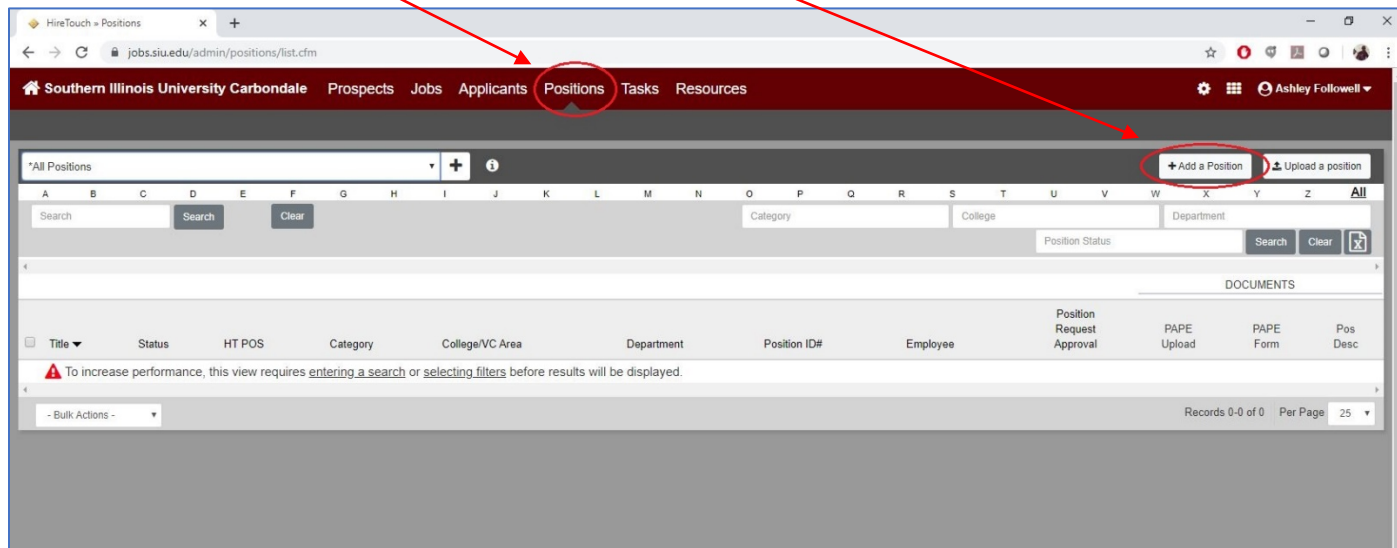 HireTouch » Positions
jobs.siu.edu/admin/positions/list.cfm
Southern Illinois University Carbondale Prospects Jobs Applicants Positions Tasks Resources Ashley Followell
*All Positions + Add a Position Upload a position
A B C D E F G H I J K L M N O P Q R S T U V W X Y Z All
Search Search Clear Category College Department
Position Status Search Clear
DOCUMENTS
Title Status HT POS Category College/VC Area Department Position ID# Employee Position Request Approval PAPE Upload PAPE Form Pos Desc
To increase performance, this view requires entering a search or selecting filters before results will be displayed.
- Bulk Actions - Records 0-0 of 0 Per Page 25